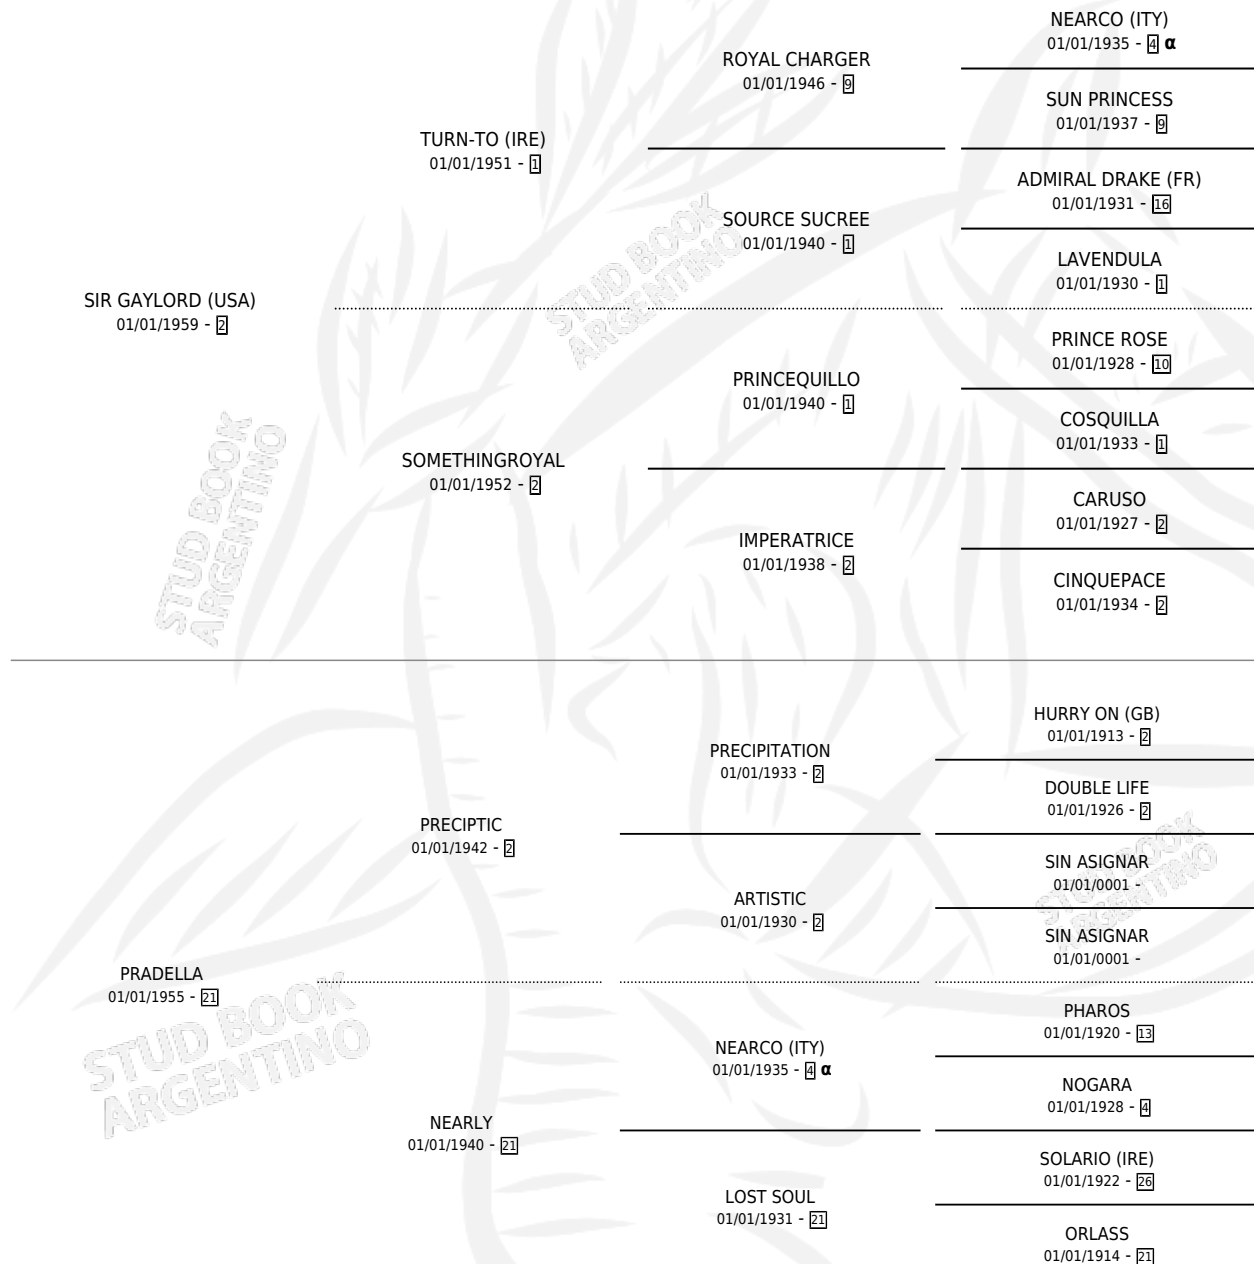 NEARCO (ITY)
01/01/1935 - 4 α
ROYAL CHARGER
01/01/1946 - 9
SUN PRINCESS
01/01/1937 - 9
TURN-TO (IRE)
01/01/1951 - 1
ADMIRAL DRAKE (FR)
01/01/1931 - 16
SOURCE SUCREE
01/01/1940 - 1
LAVENDULA
01/01/1930 - 1
SIR GAYLORD (USA)
01/01/1959 - 2
STUD BOOK
ARGENTINO
PRINCE ROSE
01/01/1928 - 10
PRINCEQUILLO
01/01/1940 - 1
COSQUILLA
01/01/1933 - 1
SOMETHINGROYAL
01/01/1952 - 2
CARUSO
01/01/1927 - 2
IMPERATRICE
01/01/1938 - 2
CINQUEPACE
01/01/1934 - 2
STUD BOOK
ARGENTINO
HURRY ON (GB)
01/01/1913 - 2
PRECIPITATION
01/01/1933 - 2
DOUBLE LIFE
01/01/1926 - 2
PRECIPTIC
01/01/1942 - 2
SIN ASIGNAR
01/01/0001 -
ARTISTIC
01/01/1930 - 2
SIN ASIGNAR
01/01/0001 -
STUD BOOK
ARGENTINO
PRADELLA
01/01/1955 - 21
STUD BOOK
ARGENTINO
PHAROS
01/01/1920 - 13
NEARCO (ITY)
01/01/1935 - 4 α
NOGARA
01/01/1928 - 4
NEARLY
01/01/1940 - 21
SOLARIO (IRE)
01/01/1922 - 26
LOST SOUL
01/01/1931 - 21
ORLASS
01/01/1914 - 21